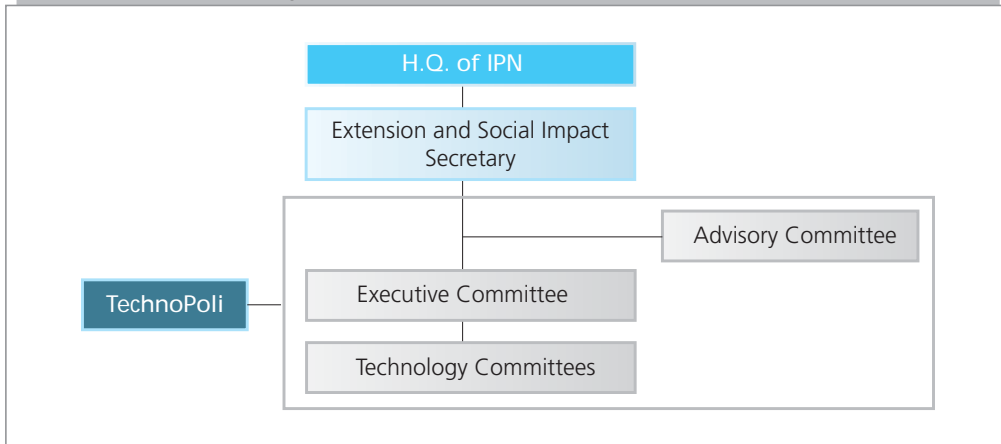 H.Q. of IPN
Extension and Social Impact
Secretary
Advisory Committee
Executive Committee
TechnoPoli
Technology Committees